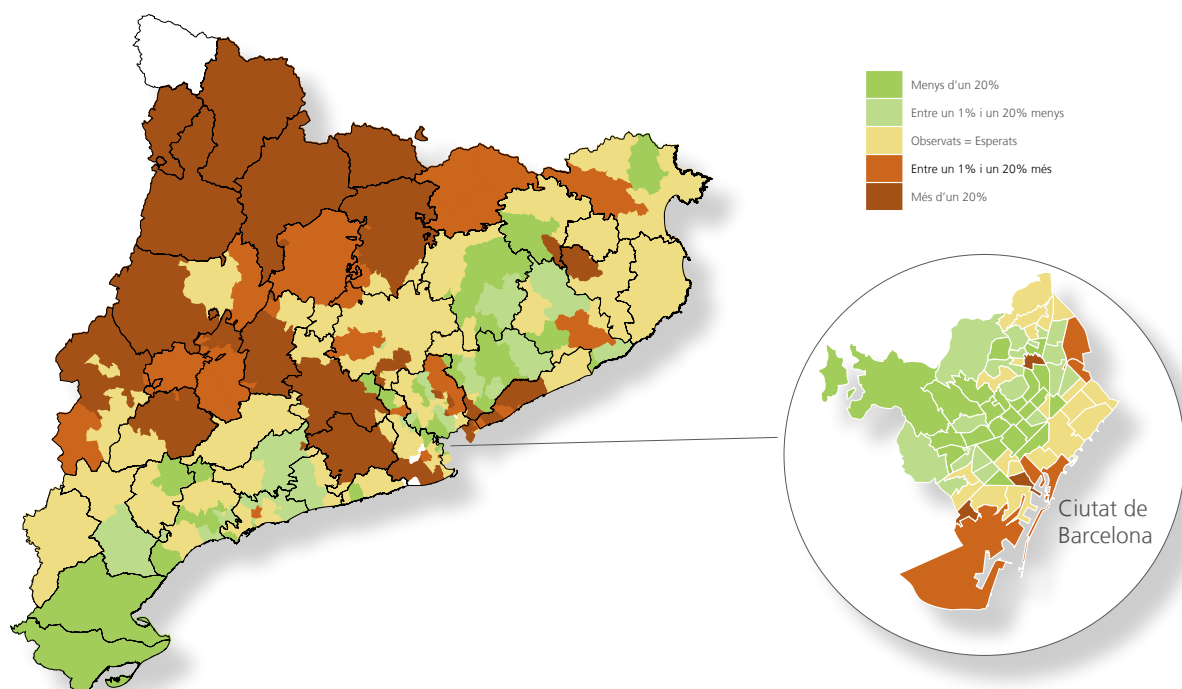 Menys d'un 20%
Entre un 1% i un 20% menys
Observats = Esperats
Entre un 1% i un 20% més
Més d'un 20%
Ciutat de
Barcelona